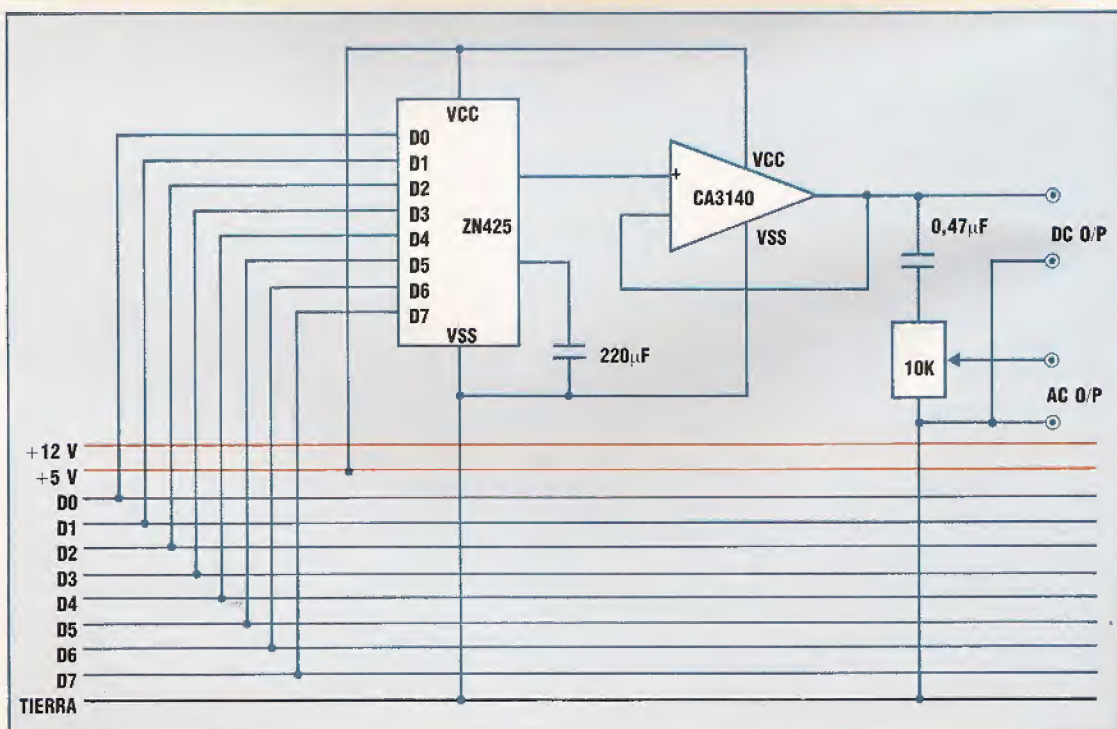 VCC
D0
D1
D2
D3
D4
D5
D6
D7
ZN425
VSS
220µF
+
CA3140
VCC
VSS
0,47µF
DC O/P
10K
AC O/P
+12 V
+5 V
D0
D1
D2
D3
D4
D5
D6
D7
TIERRA